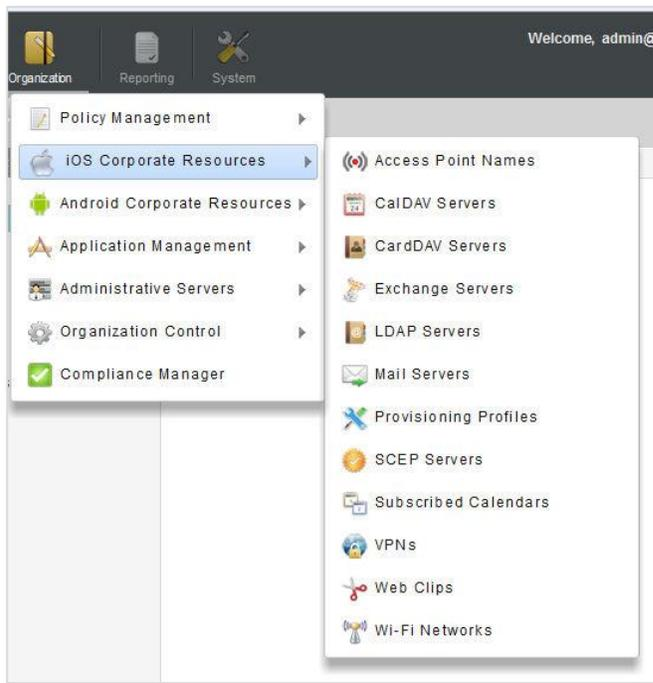 Welcome, admin@
Organization
Reporting
System
Policy Management
iOS Corporate Resources
Android Corporate Resources
Application Management
Administrative Servers
Organization Control
Compliance Manager
Access Point Names
CalDAV Servers
CardDAV Servers
Exchange Servers
LDAP Servers
Mail Servers
Provisioning Profiles
SCEP Servers
Subscribed Calendars
VPNs
Web Clips
Wi-Fi Networks